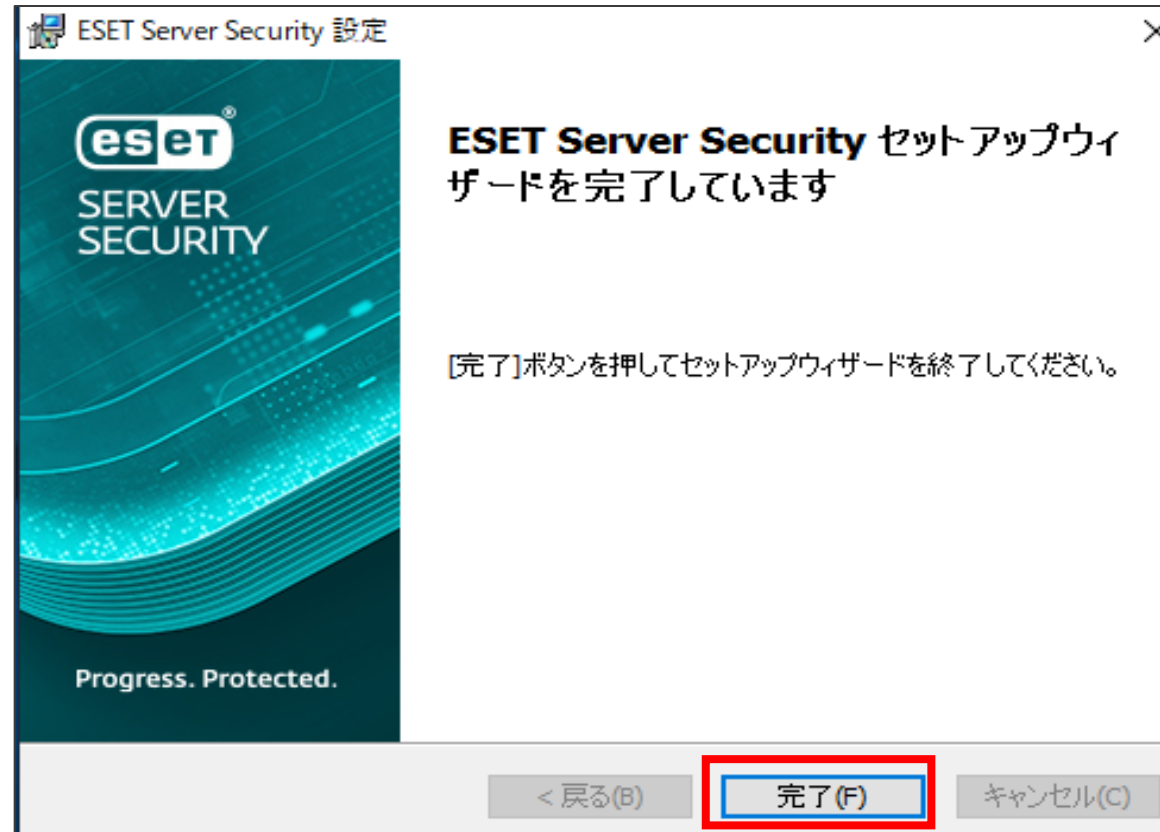 ESET Server Security 設定
eseT®
SERVER
SECURITY
ESET Server Security セットアップウィ
ザードを完了しています
[完了]ボタンを押してセットアップウィザードを終了してください。
Progress. Protected.
< 戻る(B)
完了(F)
キャンセル(C)